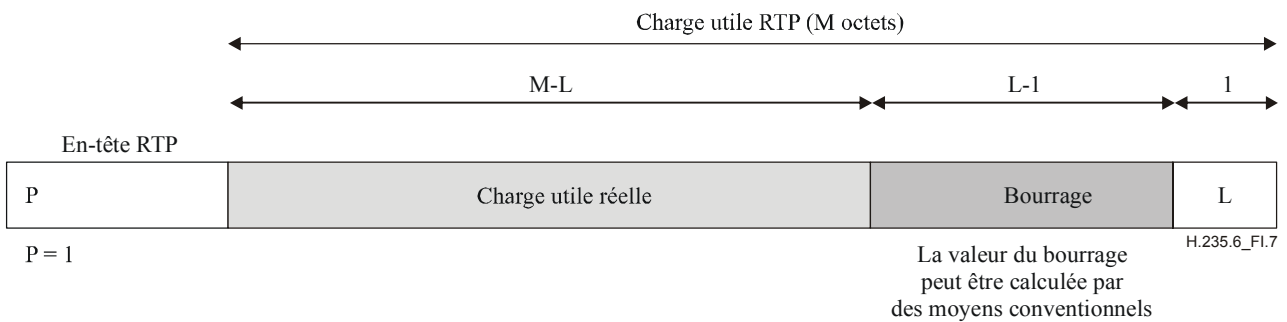 Charge utile RTP (M octets)
M-L
L-1
1
En-tête RTP
P
Charge utile réelle
Bourrage
L
P = 1
H.235.6_FI.7
La valeur du bourrage
peut être calculée par
des moyens conventionnels